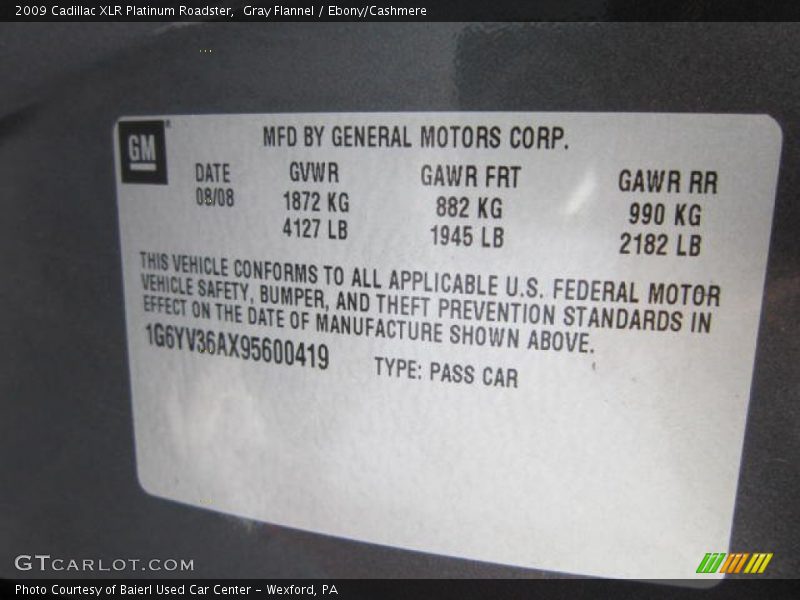 2009 Cadillac XLR Platinum Roadster, Gray Flannel / Ebony/Cashmere
GM
MFD BY GENERAL MOTORS CORP.
DATE GVWR GAWR FRT GAWR RR
08/08 1872 KG 882 KG 990 KG
4127 LB 1945 LB 2182 LB
THIS VEHICLE CONFORMS TO ALL APPLICABLE U.S. FEDERAL MOTOR
VEHICLE SAFETY, BUMPER, AND THEFT PREVENTION STANDARDS IN
EFFECT ON THE DATE OF MANUFACTURE SHOWN ABOVE.
1G6YV36AX95600419 TYPE: PASS CAR
GTCARLOT.COM
Photo Courtesy of Baierl Used Car Center - Wexford, PA